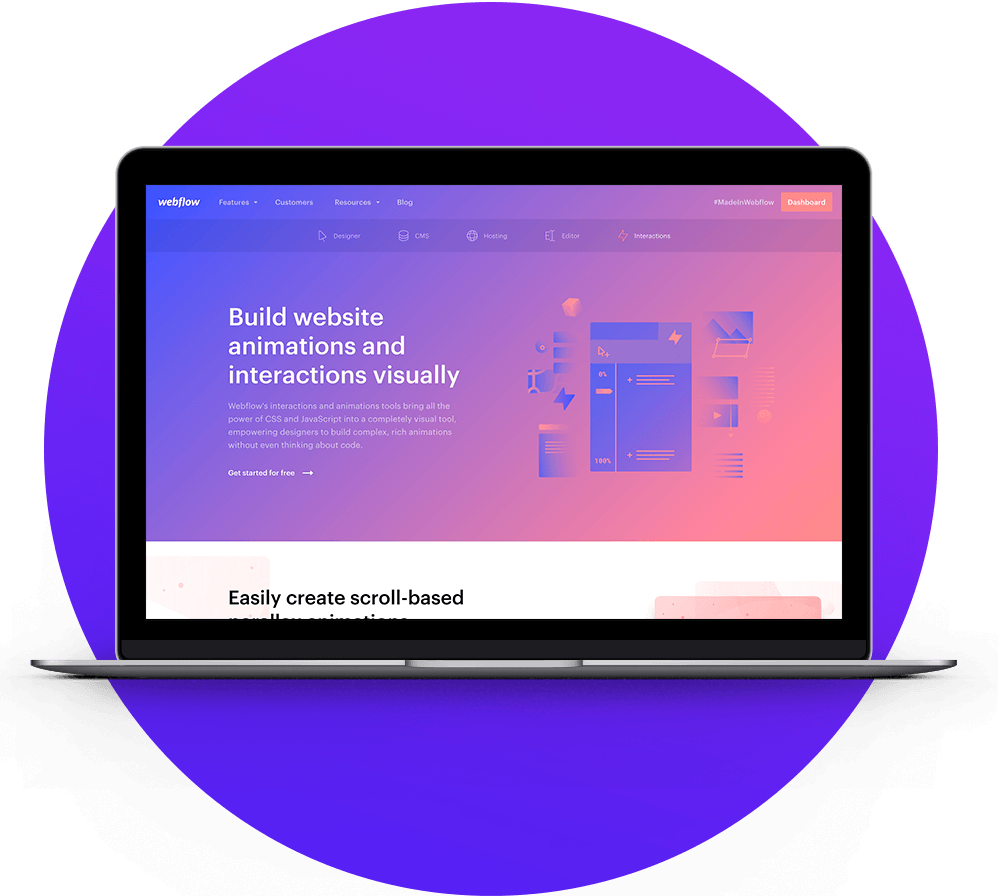 webflow Features Customers Resources Blog #MadeInWebflow Dashboard
Designer CMS Hosting Editor Interactions
Build website
animations and
interactions visually
Webflow's interactions and animations tools bring all the
power of CSS and JavaScript into a completely visual tool,
empowering designers to build complex, rich animations
without even thinking about code.
Get started for free
0%
100%
Easily create scroll-based
parallax animations